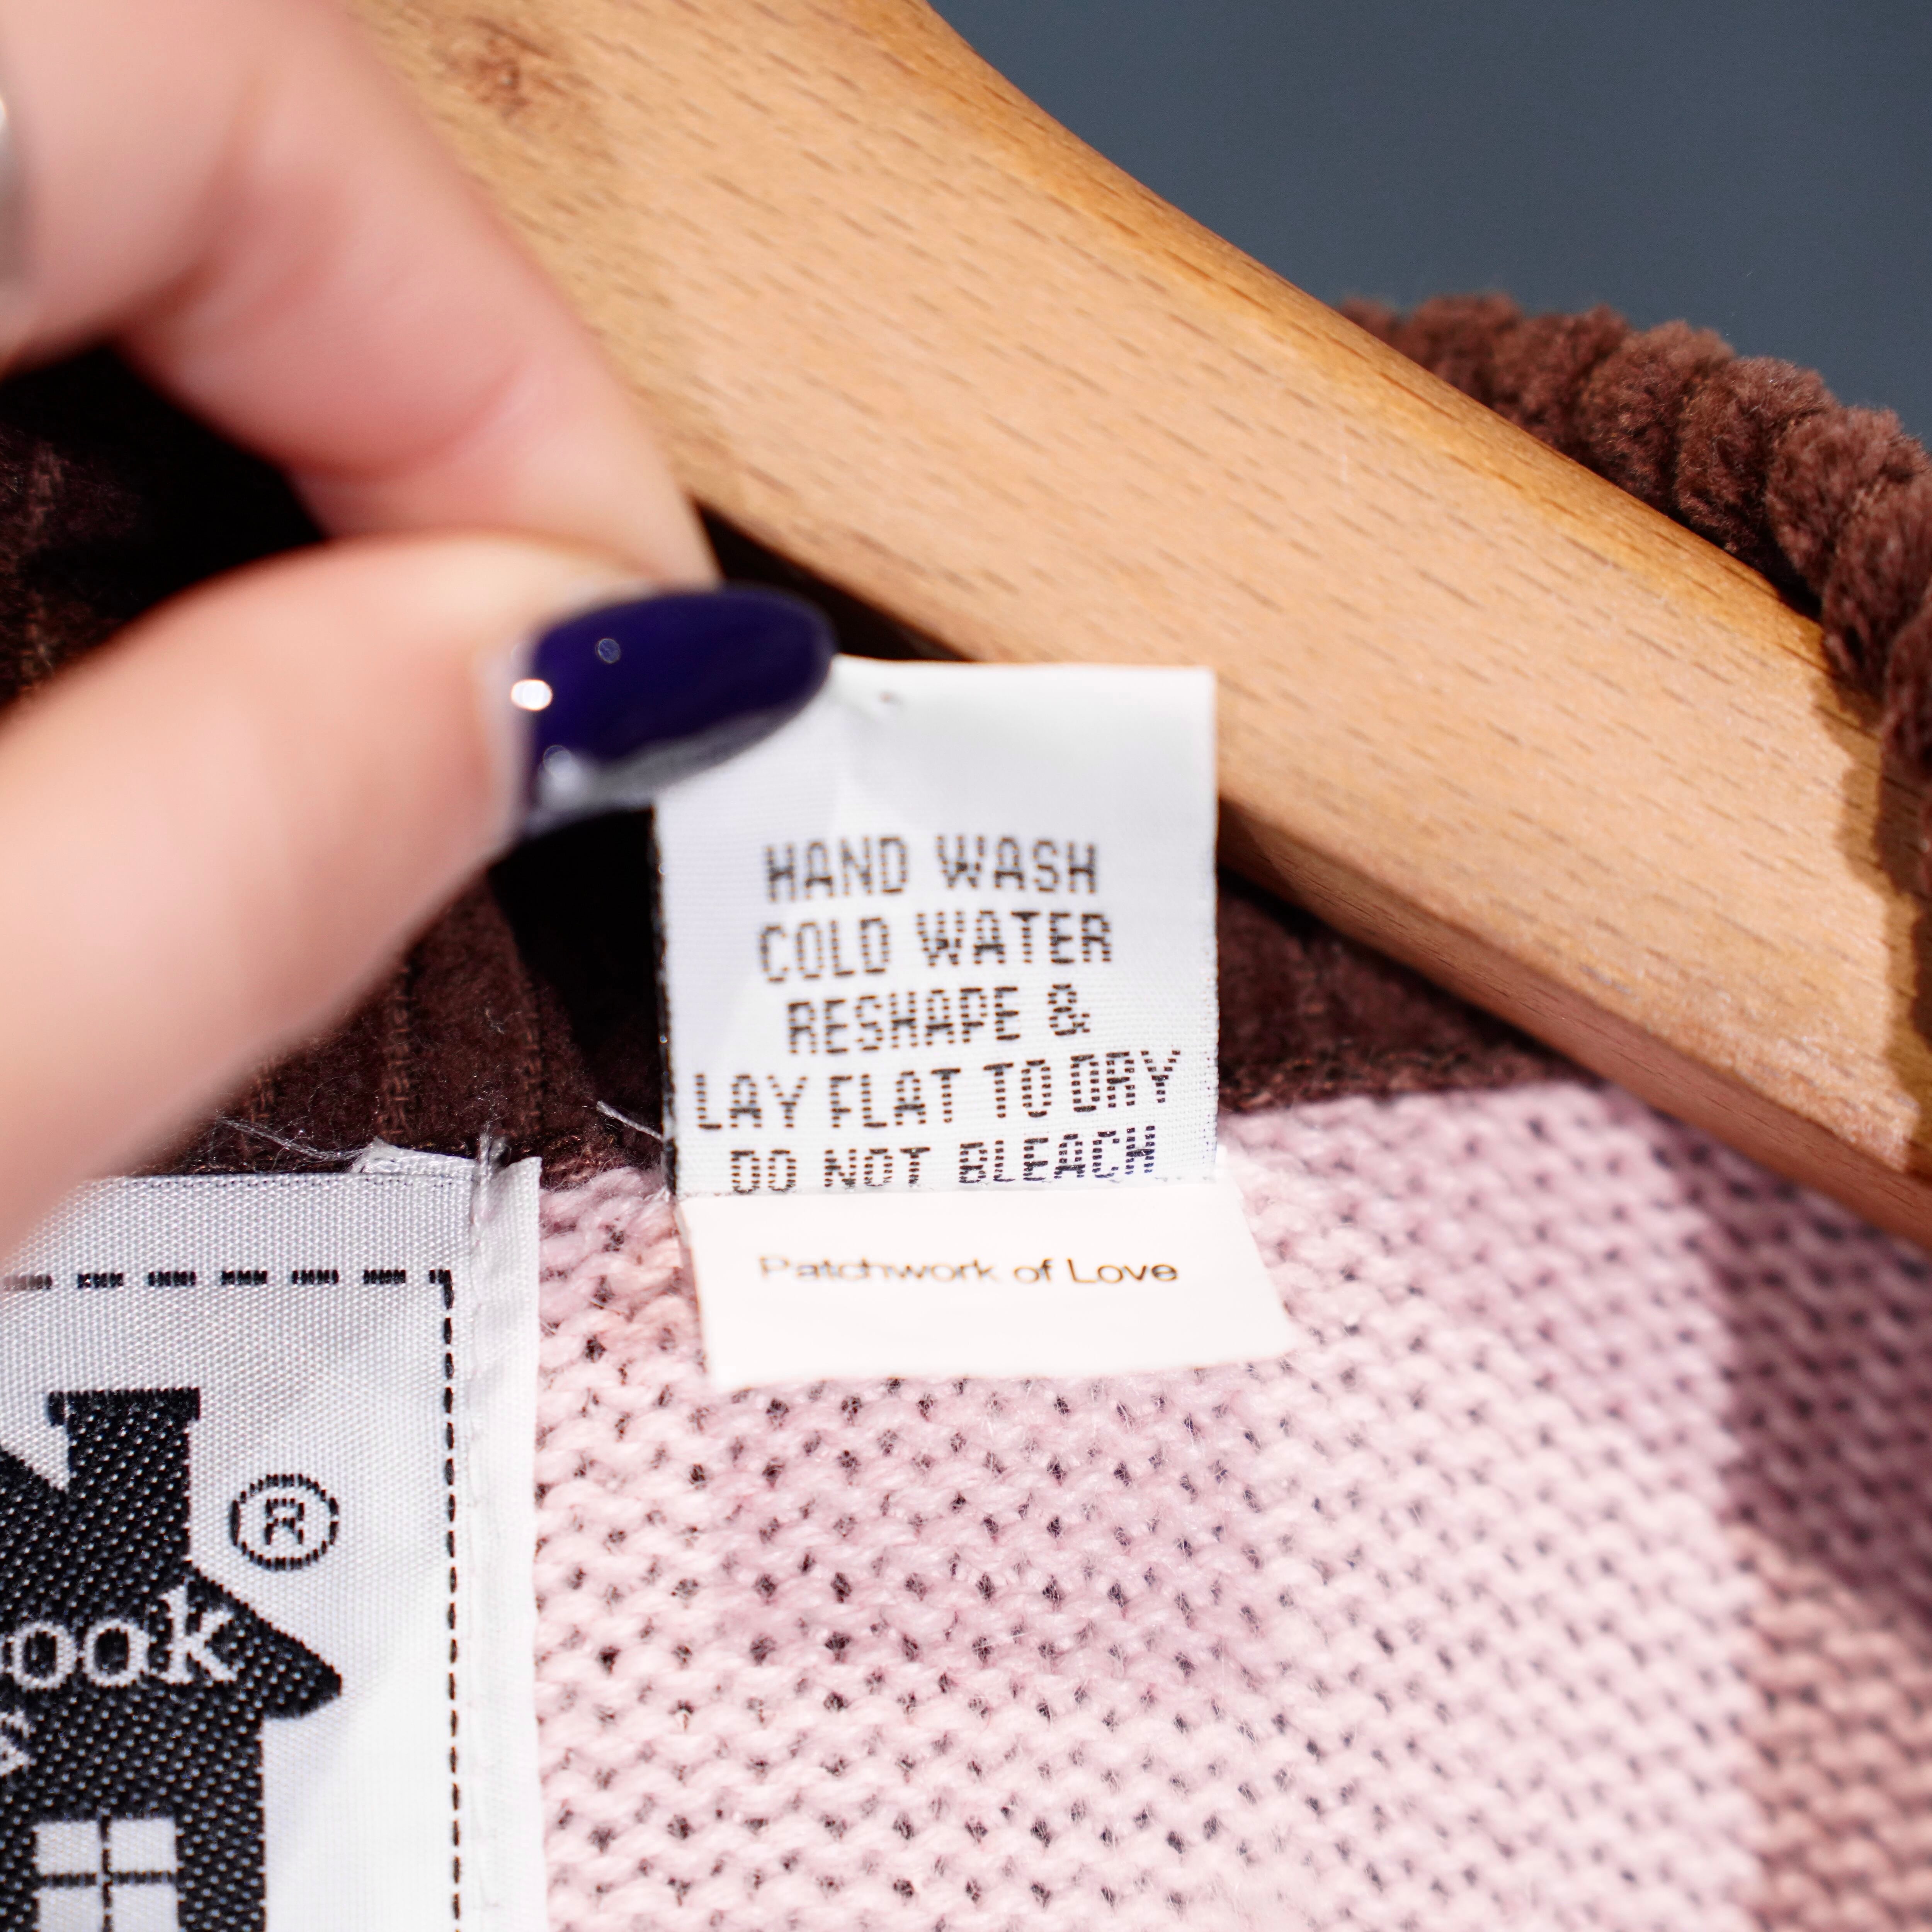 HAND WASH
COLD WATER
RESHAPE &
LAY FLAT TO DRY
DO NOT BLEACH
Patchwork of Love
®
ook